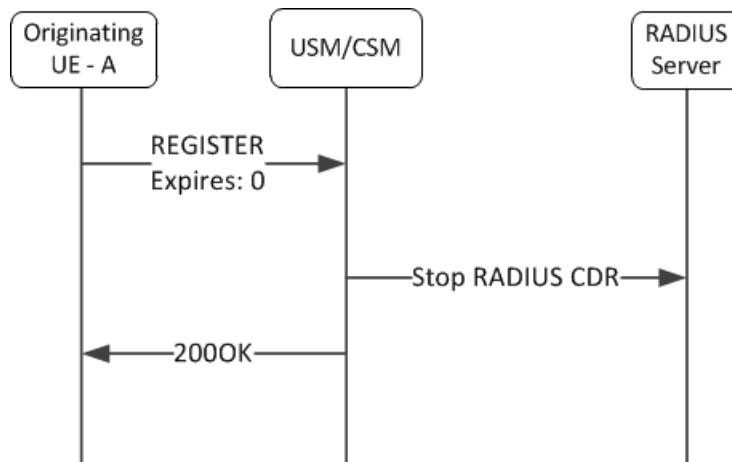 Originating
UE - A
USM/CSM
RADIUS
Server
REGISTER
Expires: 0
Stop RADIUS CDR
200OK